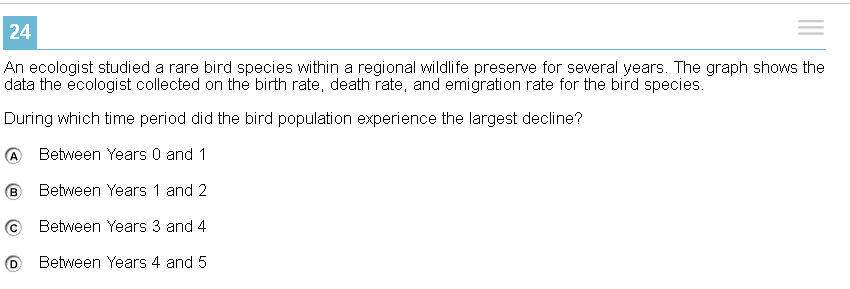 24
An ecologist studied a rare bird species within a regional wildlife preserve for several years. The graph shows the
data the ecologist collected on the birth rate, death rate, and emigration rate for the bird species.
During which time period did the bird population experience the largest decline?
A Between Years 0 and 1
B Between Years 1 and 2
C Between Years 3 and 4
D Between Years 4 and 5